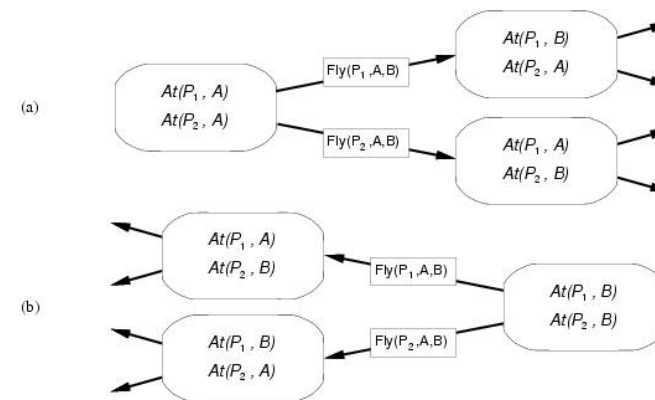 (a)
At(P1 , A)
At(P2 , A)
Fly(P1,A,B)
Fly(P2,A,B)
At(P1 , B)
At(P2 , A)
At(P1 , A)
At(P2 , B)
(b)
At(P1 , A)
At(P2 , B)
At(P1 , B)
At(P2 , A)
Fly(P1,A,B)
Fly(P2,A,B)
At(P1 , B)
At(P2 , B)